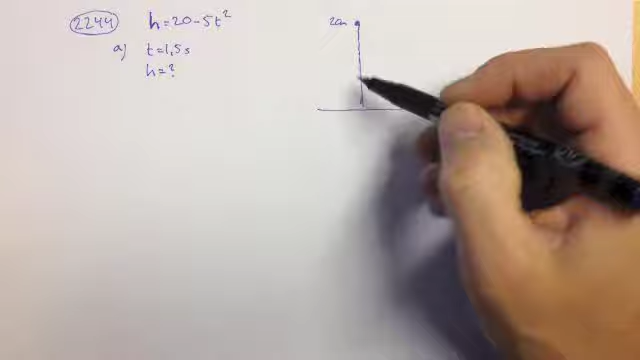 2244 h = 20 - 5t²
a) t = 1,5 s
h = ?
20m